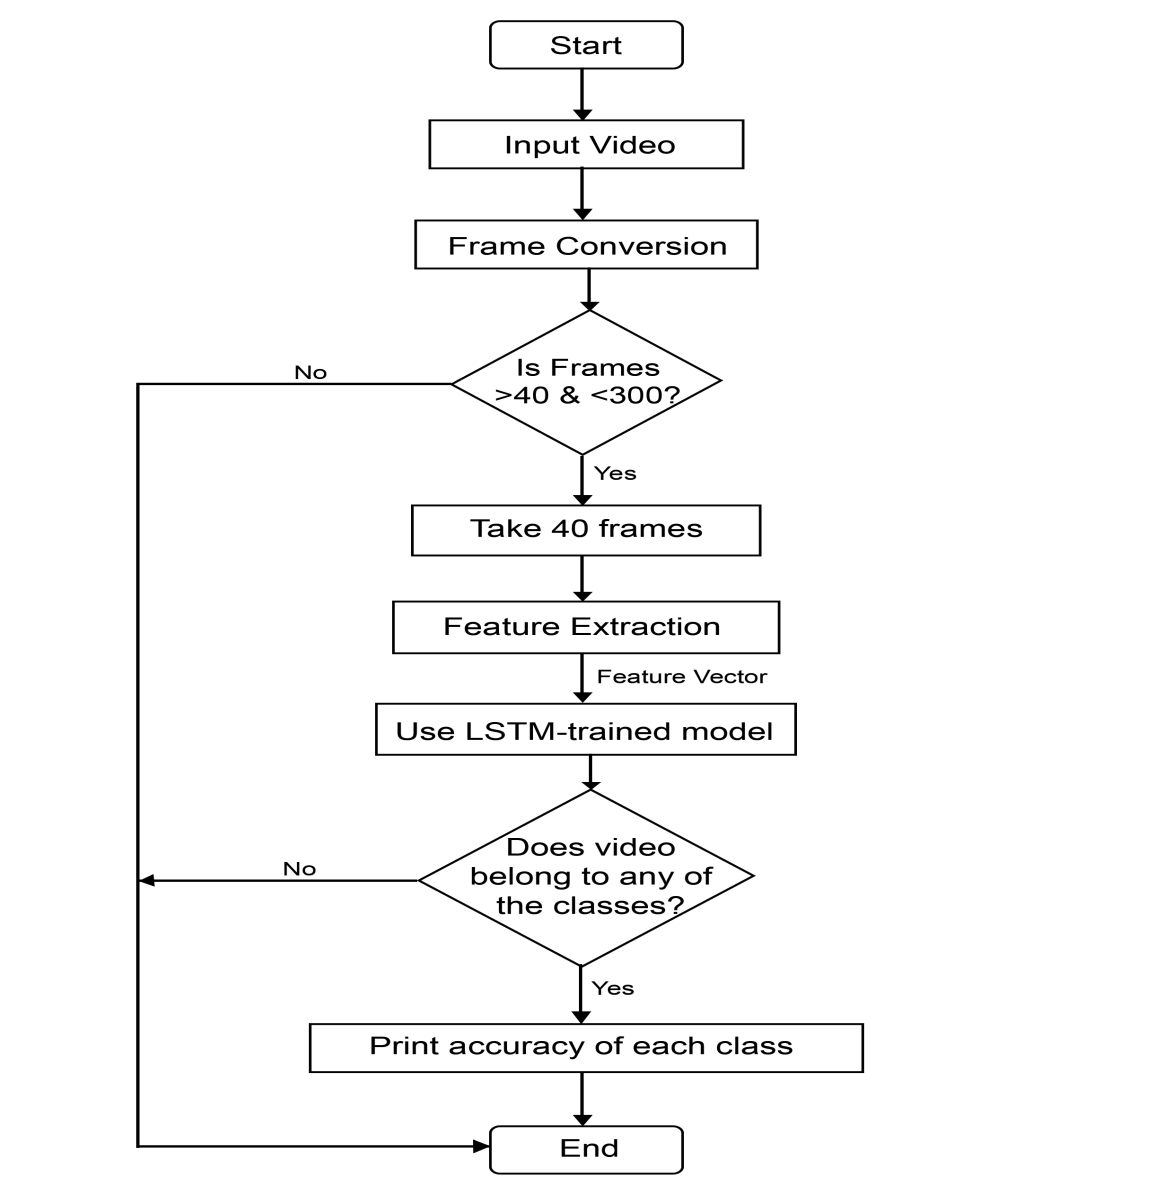 Start
Input Video
Frame Conversion
Is Frames
>40 & <300?
No
Yes
Take 40 frames
Feature Extraction
Feature Vector
Use LSTM-trained model
Does video
belong to any of
the classes?
No
Yes
Print accuracy of each class
End